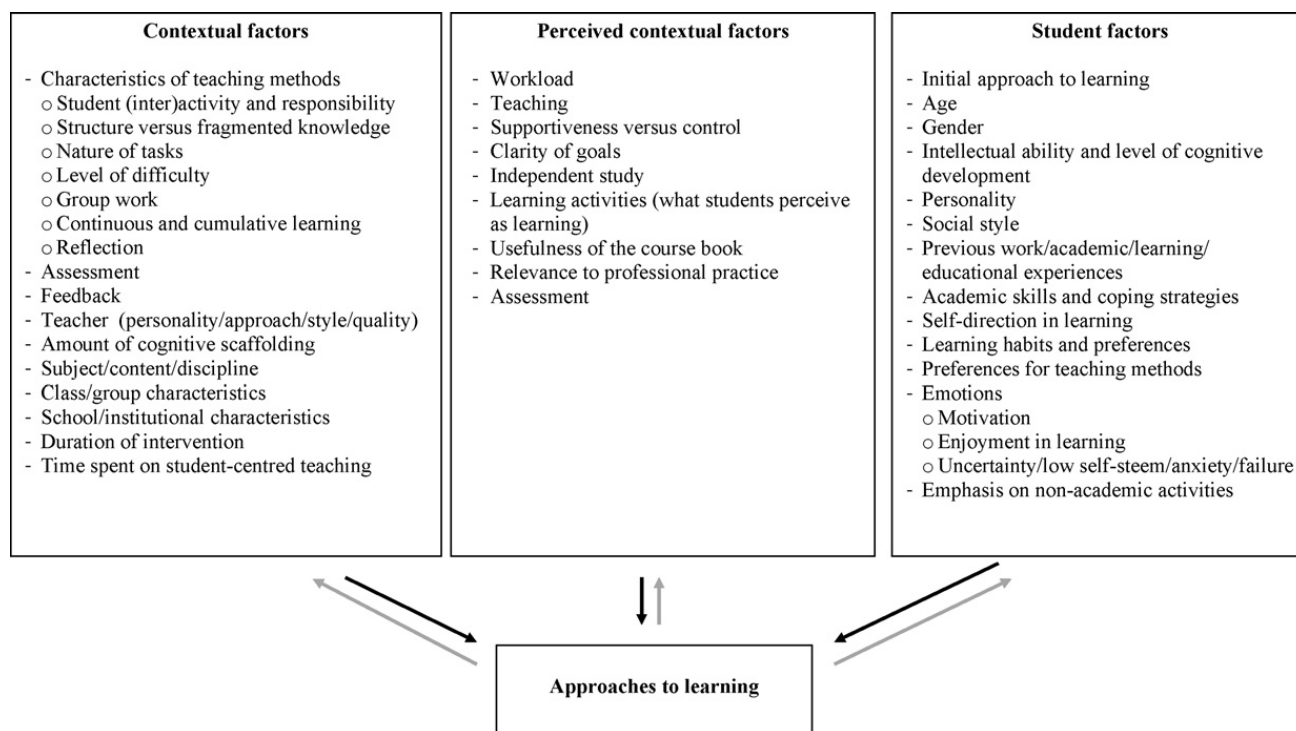 Contextual factors
- Characteristics of teaching methods
o Student (inter)activity and responsibility
o Structure versus fragmented knowledge
o Nature of tasks
o Level of difficulty
o Group work
o Continuous and cumulative learning
o Reflection
- Assessment
- Feedback
- Teacher (personality/approach/style/quality)
- Amount of cognitive scaffolding
- Subject/content/discipline
- Class/group characteristics
- School/institutional characteristics
- Duration of intervention
- Time spent on student-centred teaching
Perceived contextual factors
- Workload
- Teaching
- Supportiveness versus control
- Clarity of goals
- Independent study
- Learning activities (what students perceive
as learning)
- Usefulness of the course book
- Relevance to professional practice
- Assessment
Student factors
- Initial approach to learning
- Age
- Gender
- Intellectual ability and level of cognitive
development
- Personality
- Social style
- Previous work/academic/learning/
educational experiences
- Academic skills and coping strategies
- Self-direction in learning
- Learning habits and preferences
- Preferences for teaching methods
- Emotions
o Motivation
o Enjoyment in learning
o Uncertainty/low self-steem/anxiety/failure
- Emphasis on non-academic activities
Approaches to learning